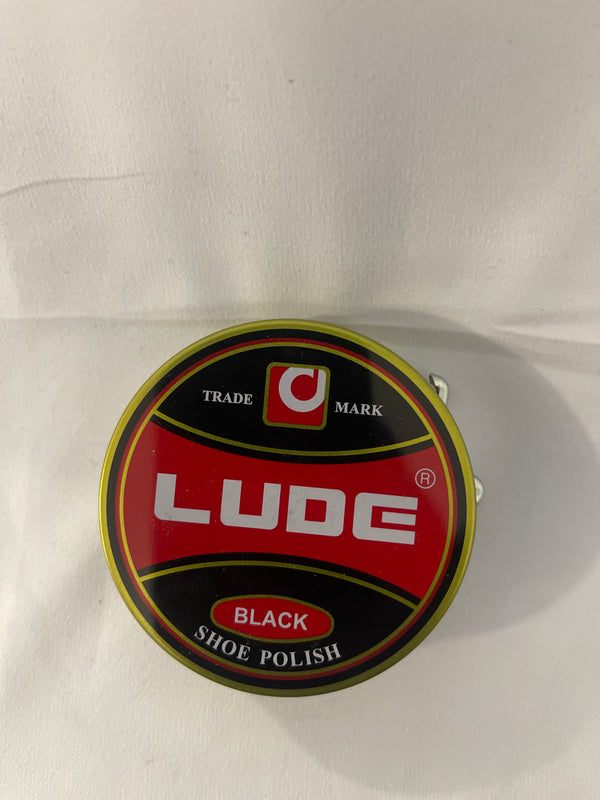 TRADE MARK
LUDE ®
BLACK
SHOE POLISH